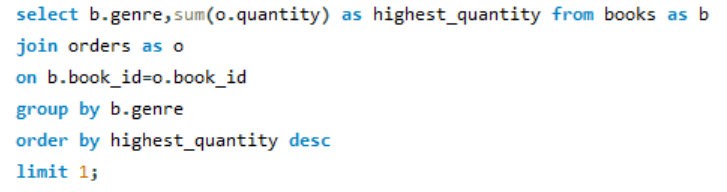 select b.genre,sum(o.quantity) as highest_quantity from books as b
join orders as o
on b.book_id=o.book_id
group by b.genre
order by highest_quantity desc
limit 1;